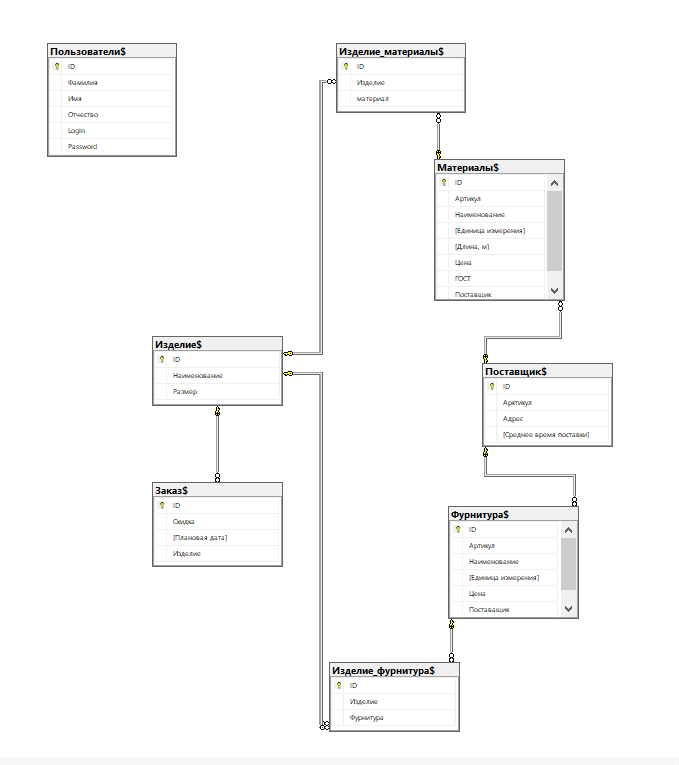 Пользователи$
ID
Фамилия
Имя
Отчество
Login
Password
Изделие_материалы$
ID
Изделие
материал
Материалы$
ID
Артикул
Наименование
[Единица измерения]
[Длина, м]
Цена
ГОСТ
Поставщик
Изделие$
ID
Наименование
Размер
Поставщик$
ID
Арктикул
Адрес
[Среднее время поставки]
Заказ$
ID
Скидка
[Плановая дата]
Изделие
Фурнитура$
ID
Артикул
Наименование
[Единица измерения]
Цена
Поставащик
Изделие_фурнитура$
ID
Изделие
Фурнитура